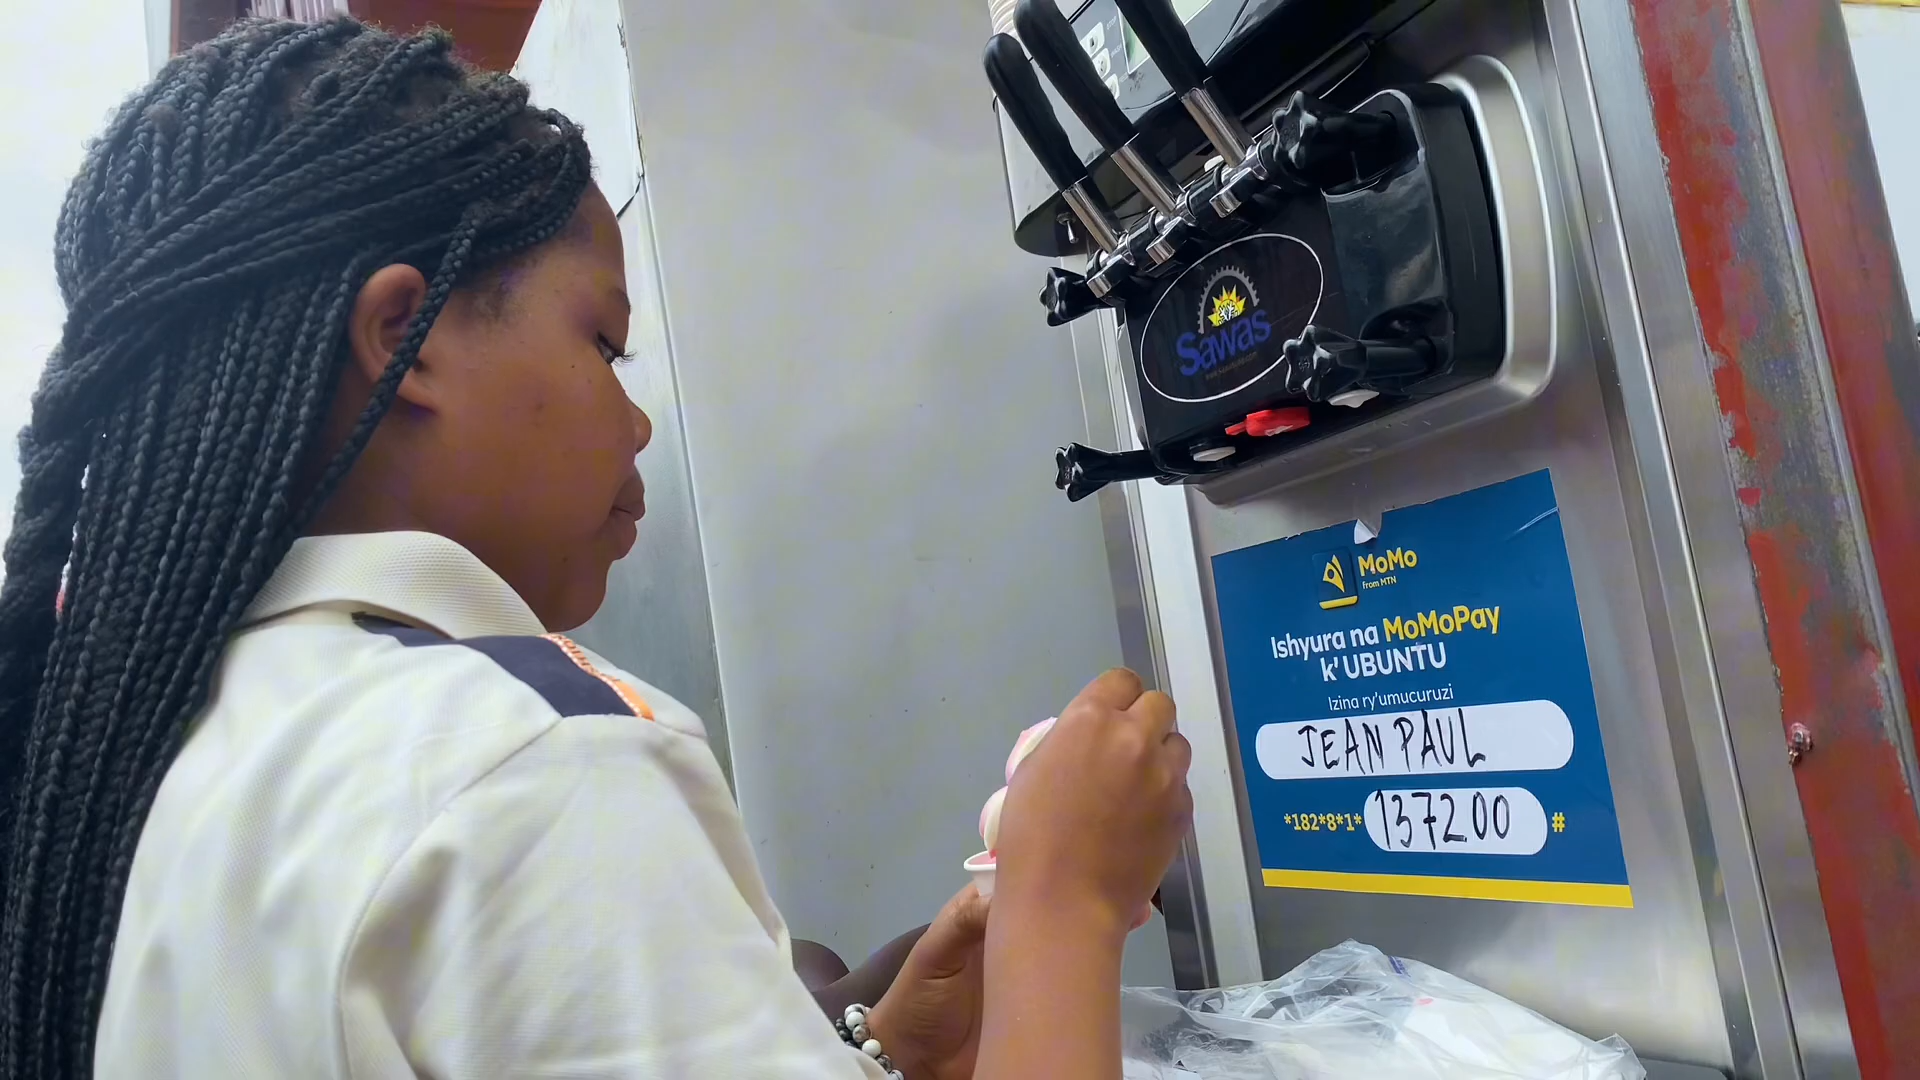 Sawas
MoMo
from MTN
Ishyura na MoMoPay
k'UBUNTU
Izina ry'umucuruzi
JEAN PAUL
*182*8*1* 137200 #